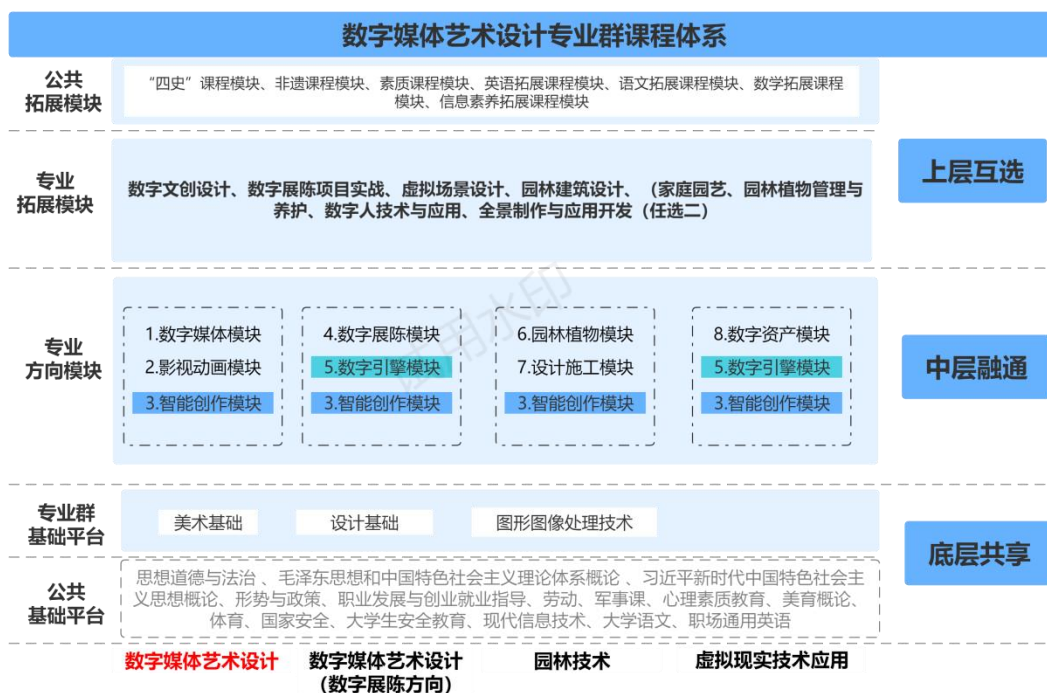 数字媒体艺术设计专业群课程体系
公共
拓展模块
“四史”课程模块、非遗课程模块、素质课程模块、英语拓展课程模块、语文拓展课程模块、数学拓展课程
模块、信息素养拓展课程模块
上层互选
专业
拓展模块
数字文创设计、数字展陈项目实战、虚拟场景设计、园林建筑设计、（家庭园艺、园林植物管理与
养护、数字人技术与应用、全景制作与应用开发（任选二）
专业
方向模块
1.数字媒体模块
2.影视动画模块
3.智能创作模块
4.数字展陈模块
5.数字引擎模块
3.智能创作模块
6.园林植物模块
7.设计施工模块
3.智能创作模块
8.数字资产模块
5.数字引擎模块
3.智能创作模块
中层融通
专业群
基础平台
美术基础
设计基础
图形图像处理技术
底层共享
公共
基础平台
思想道德与法治 、毛泽东思想和中国特色社会主义理论体系概论 、习近平新时代中国特色社会主
义思想概论、形势与政策、职业发展与创业就业指导、劳动、军事课、心理素质教育、美育概论、
体育、国家安全、大学生安全教育、现代信息技术、大学语文、职场通用英语
数字媒体艺术设计
数字媒体艺术设计
（数字展陈方向）
园林技术
虚拟现实技术应用
用水印